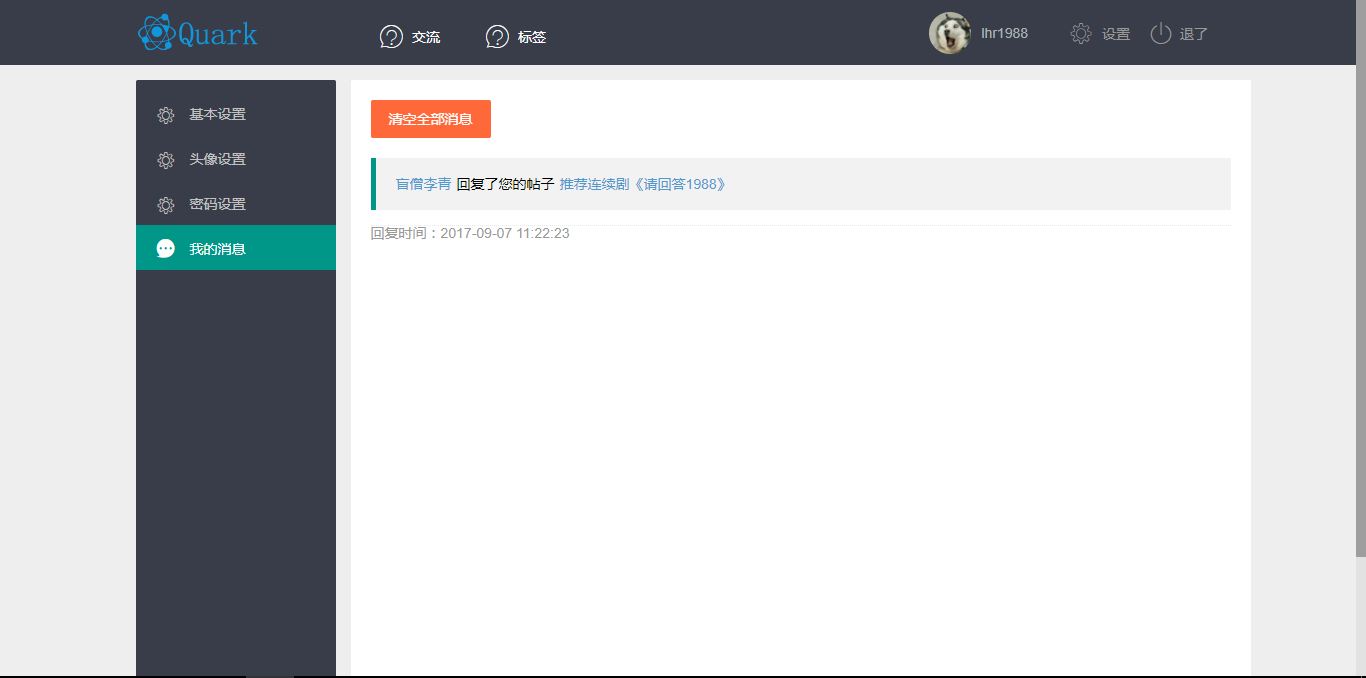 Quark
交流
标签
lhr1988
设置
退了
基本设置
头像设置
密码设置
我的消息
清空全部消息
盲僧李青 回复了您的帖子 推荐连续剧《请回答1988》
回复时间：2017-09-07 11:22:23